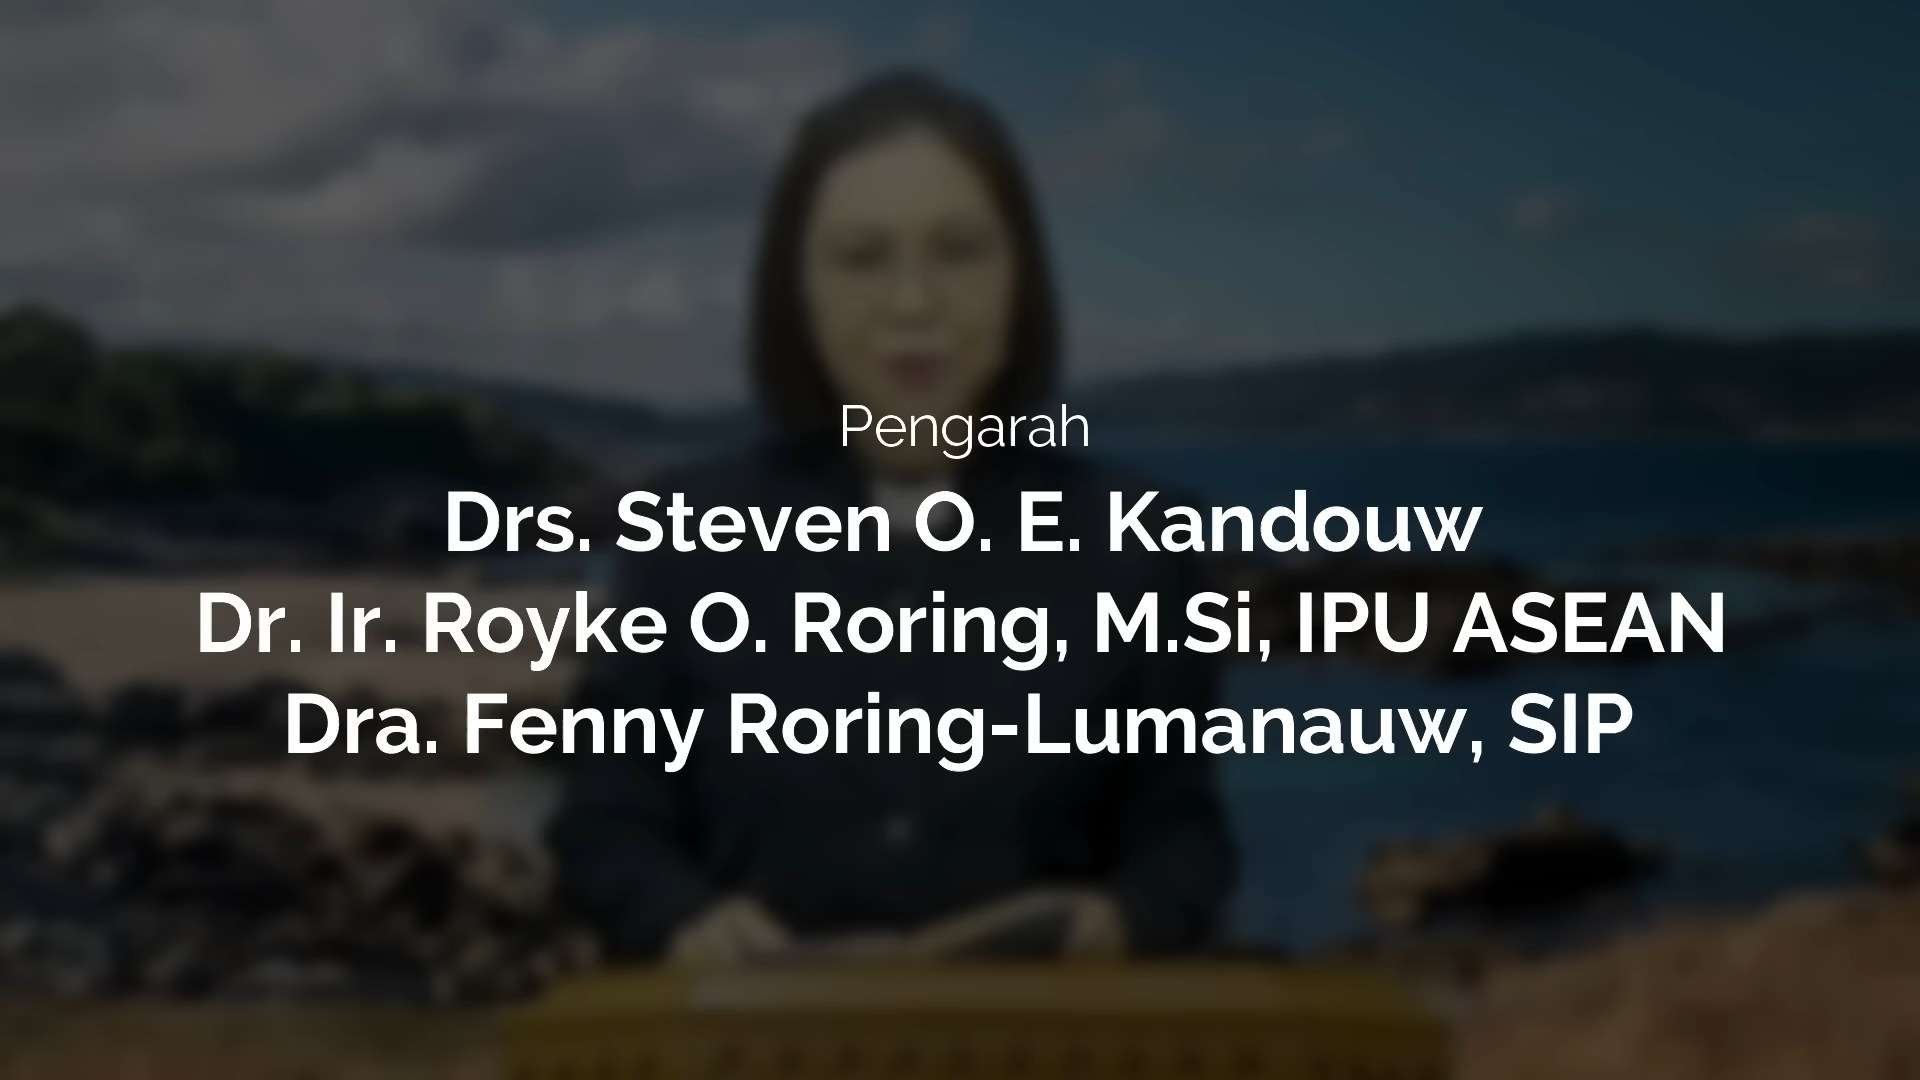 Pengarah
Drs. Steven O. E. Kandouw
Dr. Ir. Royke O. Roring, M.Si, IPU ASEAN
Dra. Fenny Roring-Lumanauw, SIP